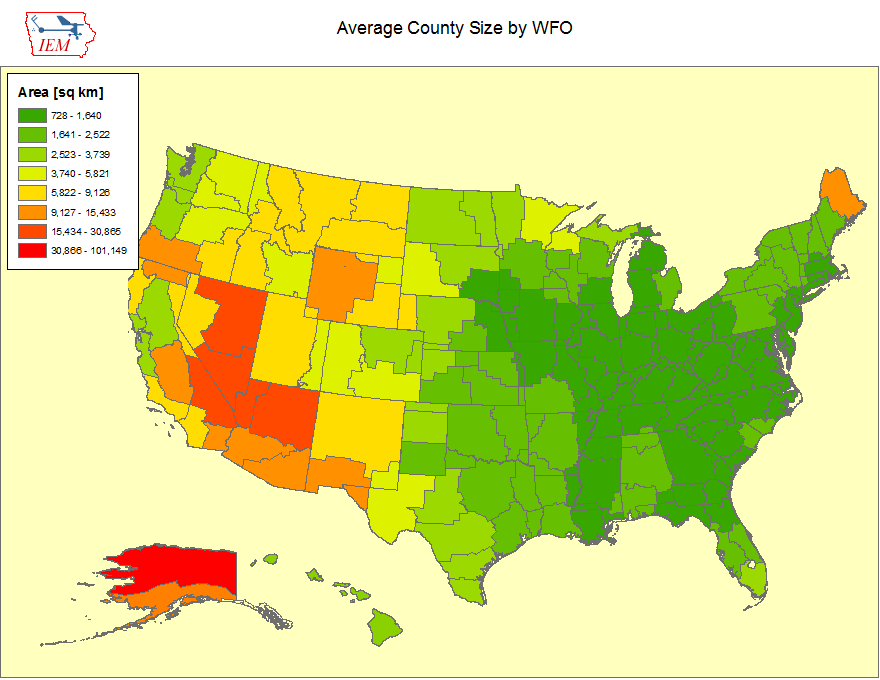 IEM
Average County Size by WFO
Area [sq km]
728 - 1,640
1,641 - 2,522
2,523 - 3,739
3,740 - 5,821
5,822 - 9,126
9,127 - 15,433
15,434 - 30,865
30,866 - 101,149